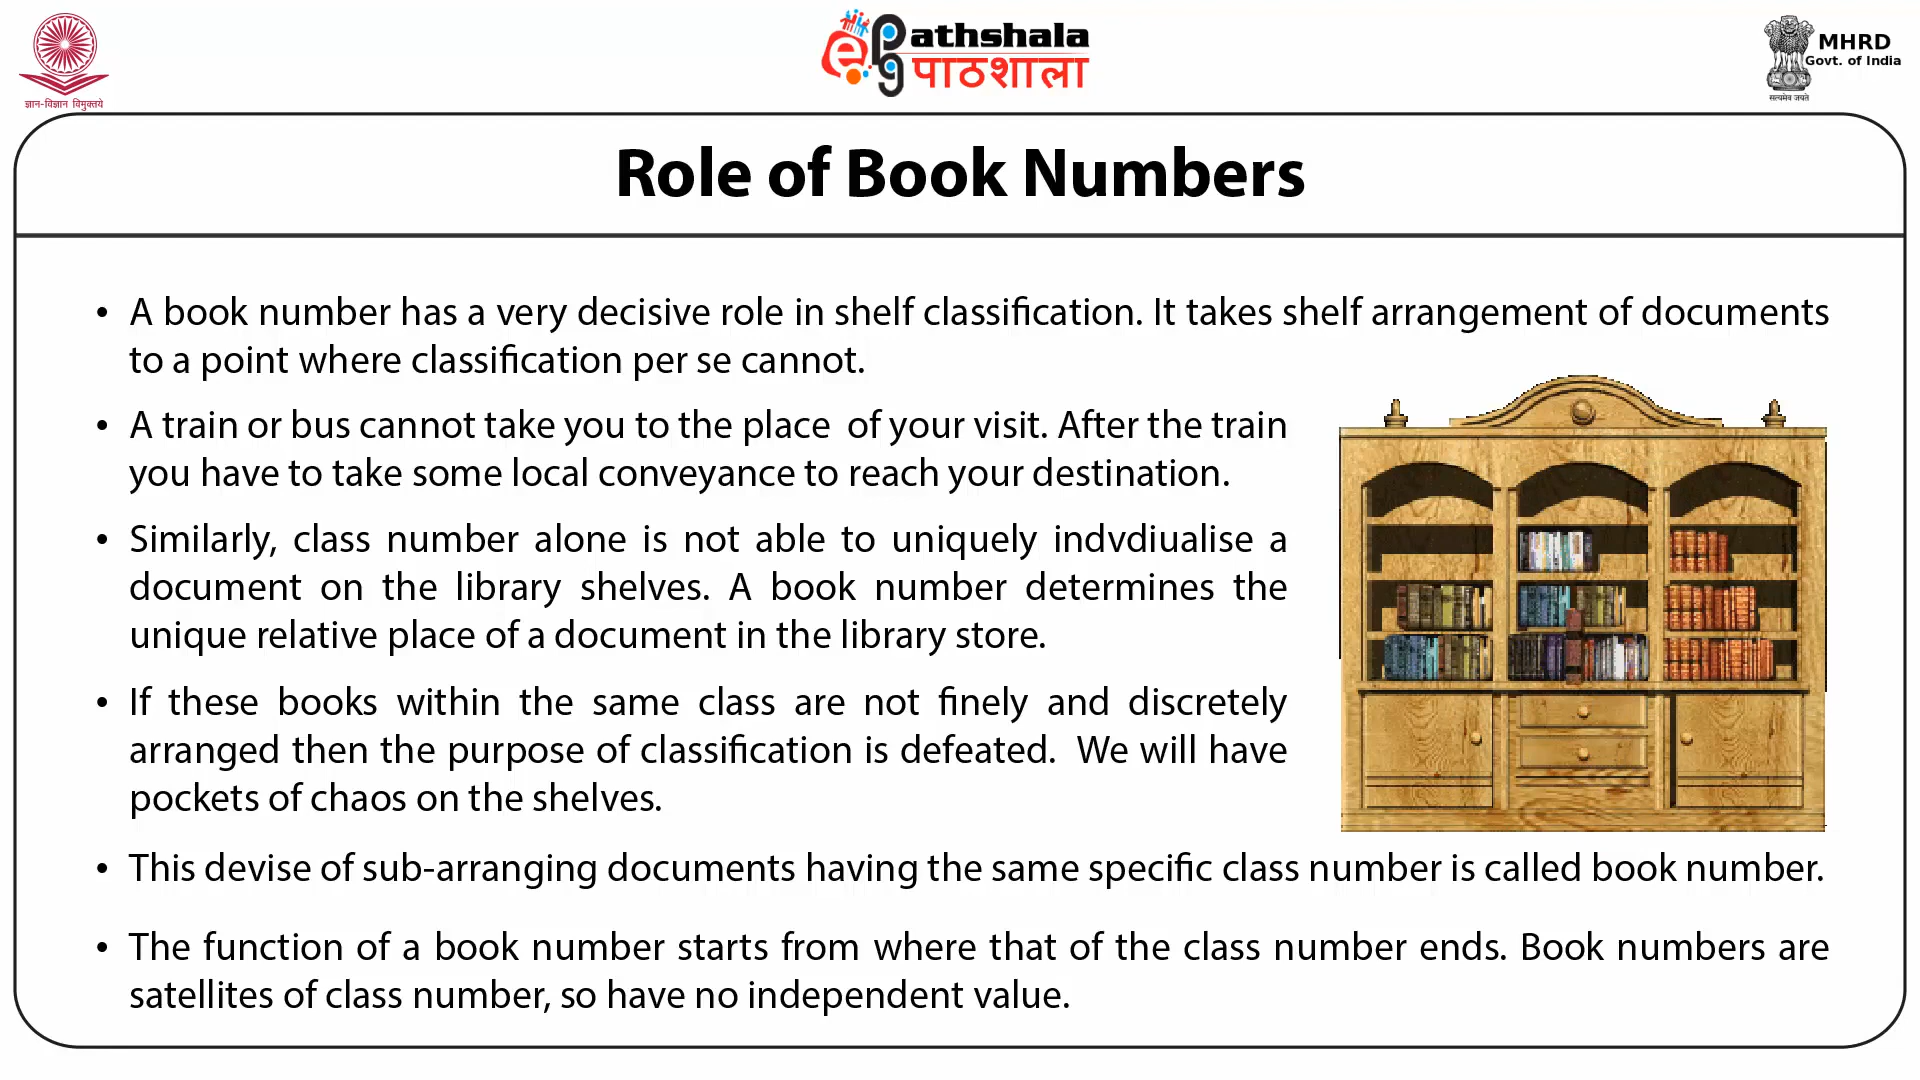 ज्ञान-विज्ञान विमुक्तये
ePathshala
पाठशाला
MHRD
Govt. of India
सत्यमेव जयते
Role of Book Numbers
• A book number has a very decisive role in shelf classification. It takes shelf arrangement of documents
to a point where classification per se cannot.
• A train or bus cannot take you to the place of your visit. After the train
you have to take some local conveyance to reach your destination.
• Similarly, class number alone is not able to uniquely indvdiualise a
document on the library shelves. A book number determines the
unique relative place of a document in the library store.
• If these books within the same class are not finely and discretely
arranged then the purpose of classification is defeated. We will have
pockets of chaos on the shelves.
• This devise of sub-arranging documents having the same specific class number is called book number.
• The function of a book number starts from where that of the class number ends. Book numbers are
satellites of class number, so have no independent value.